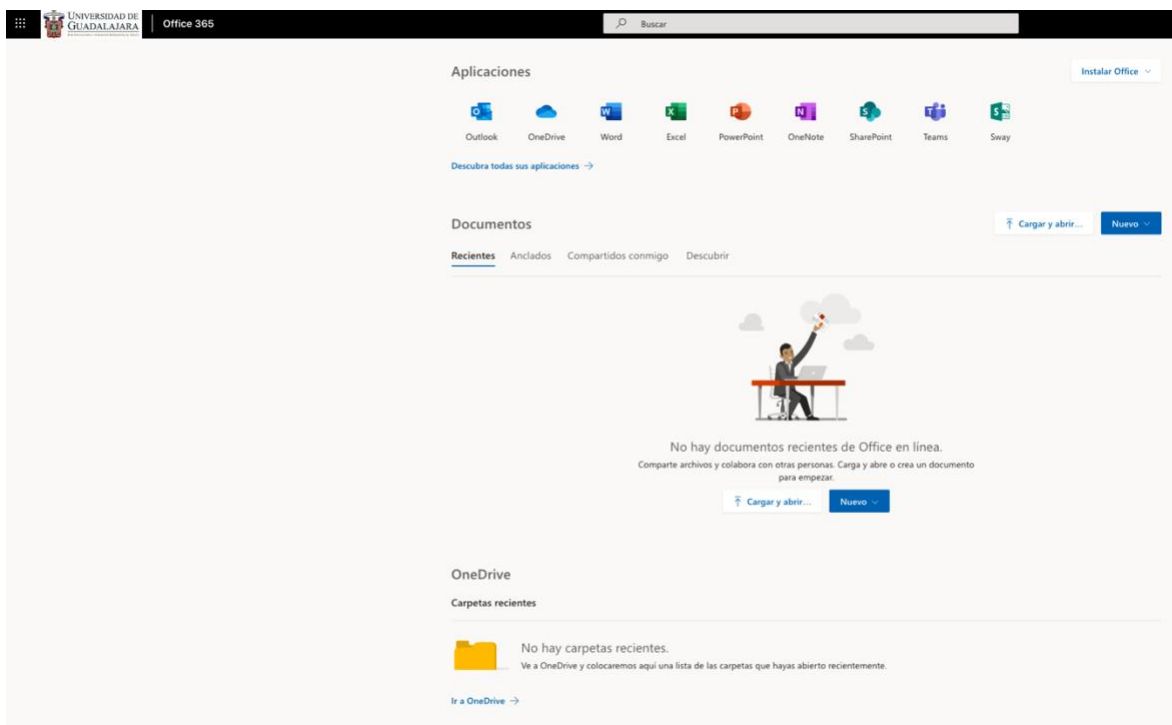 UNIVERSIDAD DE
GUADALAJARA
Office 365
Buscar
Aplicaciones
Instalar Office
Outlook OneDrive Word Excel PowerPoint OneNote SharePoint Teams Sway
Descubra todas sus aplicaciones →
Documentos
Cargar y abrir... Nuevo
Recientes Anclados Compartidos conmigo Descubrir
No hay documentos recientes de Office en línea.
Comparte archivos y colabora con otras personas. Carga y abre o crea un documento
para empezar.
Cargar y abrir... Nuevo
OneDrive
Carpetas recientes
No hay carpetas recientes.
Ve a OneDrive y colocaremos aquí una lista de las carpetas que hayas abierto recientemente.
Ir a OneDrive →